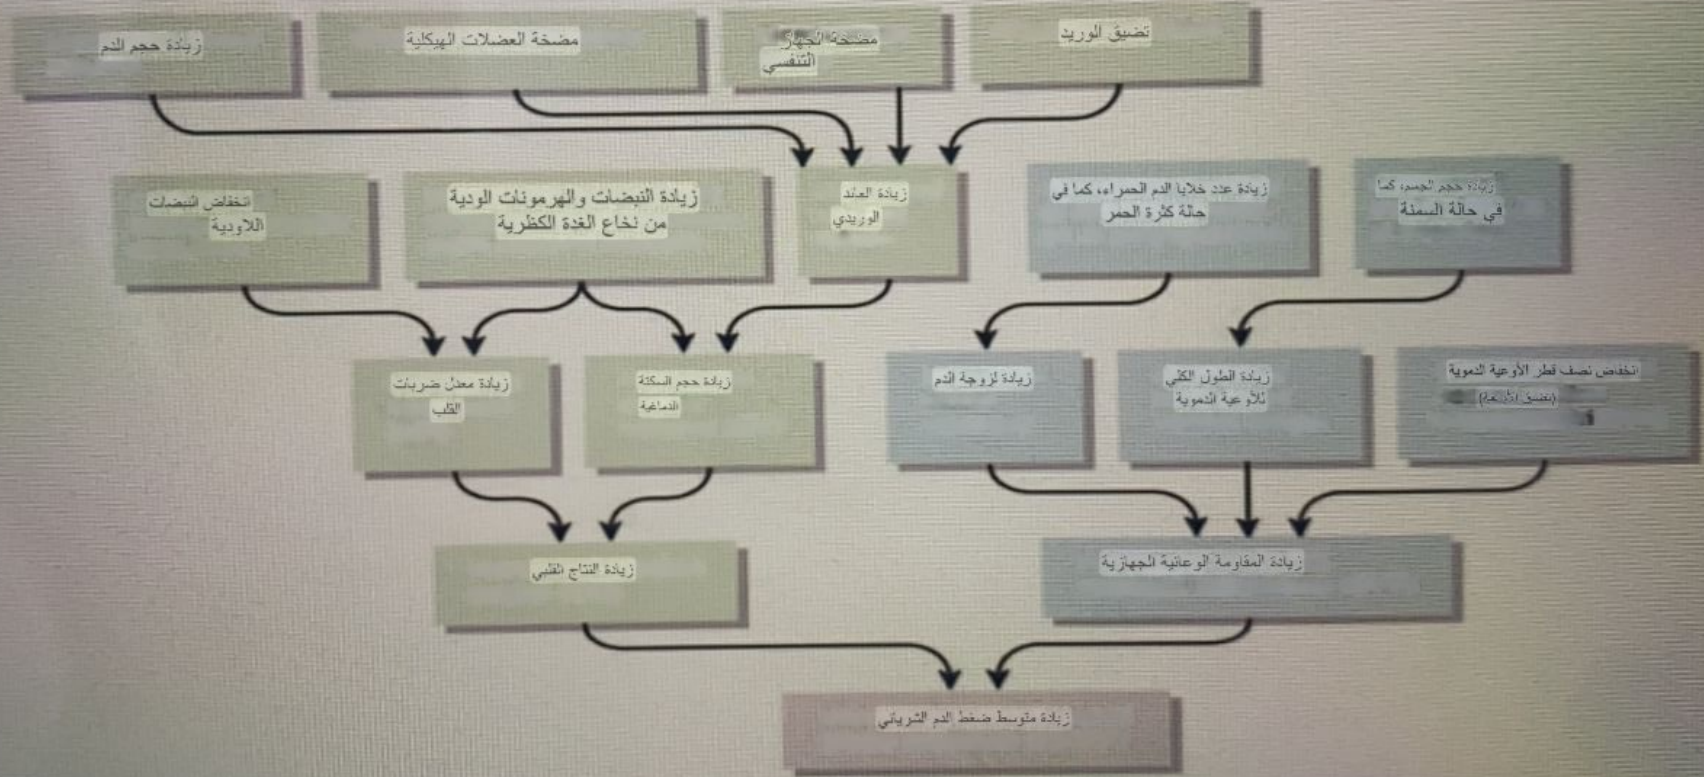 زيادة حجم الدم
مضخة العضلات الهيكلية
مضخة الجهاز
التنفسي
تضيق الوريد
انخفاض النبضات
اللاودية
زيادة النبضات والهرمونات الودية
من نخاع الغدة الكظرية
زيادة العائد
الوريدي
زيادة عدد خلايا الدم الحمراء، كما في
حالة كثرة الحمر
زيادة حجم الجسم، كما
في حالة السمنة
زيادة معدل ضربات
القلب
زيادة حجم السكتة
الدماغية
زيادة لزوجة الدم
زيادة الطول الكلي
للأوعية الدموية
انخفاض نصف قطر الأوعية الدموية
(تضيق الأوعية)
زيادة النتاج القلبي
زيادة المقاومة الوعائية الجهازية
زيادة متوسط ضغط الدم الشرياني